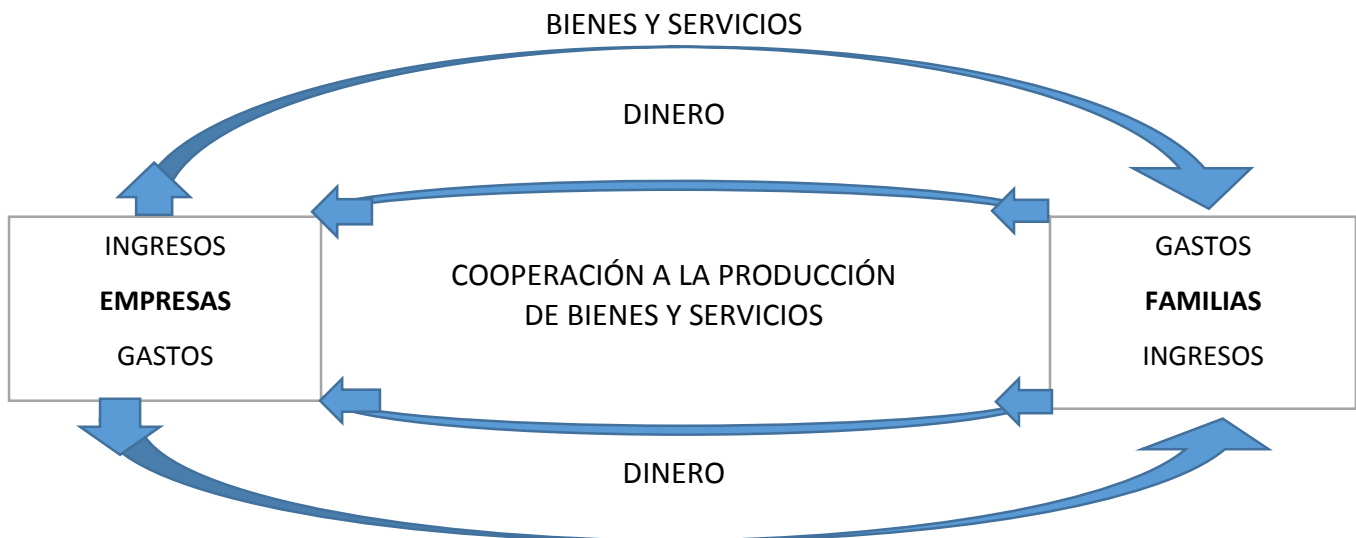 BIENES Y SERVICIOS
DINERO
INGRESOS
EMPRESAS
GASTOS
COOPERACIÓN A LA PRODUCCIÓN
DE BIENES Y SERVICIOS
GASTOS
FAMILIAS
INGRESOS
DINERO